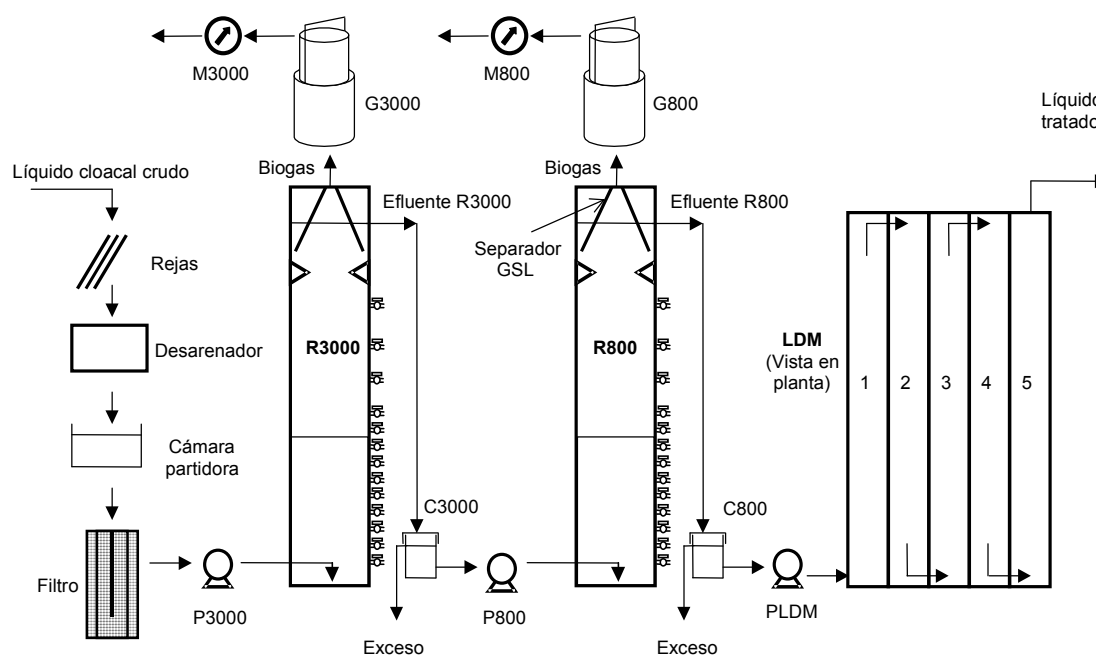 M3000
M800
G3000
G800
Líquido
tratado
Líquido cloacal crudo
Biogas
Biogas
Efluente R3000
Efluente R800
Separador
GSL
Rejas
R3000
R800
LDM
(Vista en
planta)
1
2
3
4
5
Desarenador
Cámara
partidora
C3000
C800
Filtro
P3000
P800
PLDM
Exceso
Exceso